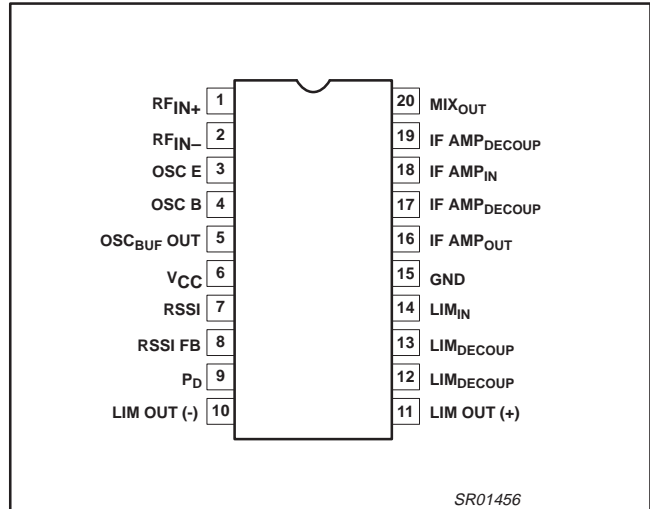 RFIN+ 1 20 MIXOUT
RFIN– 2 19 IF AMPDECOUP
OSC E 3 18 IF AMPIN
OSC B 4 17 IF AMPDECOUP
OSCBUF OUT 5 16 IF AMPOUT
VCC 6 15 GND
RSSI 7 14 LIMIN
RSSI FB 8 13 LIMDECOUP
PD 9 12 LIMDECOUP
LIM OUT (-) 10 11 LIM OUT (+)
SR01456